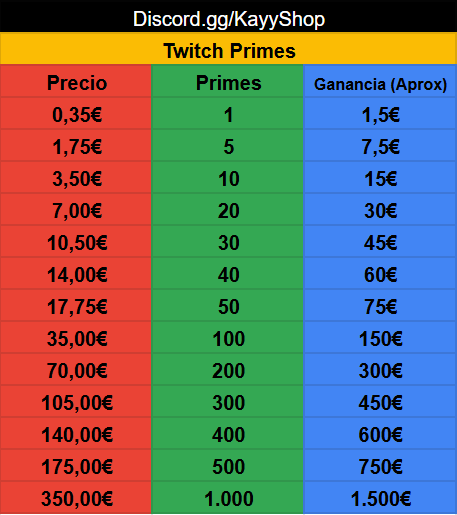 Discord.gg/KayyShop
Twitch Primes
Precio Primes Ganancia (Aprox)
0,35€ 1 1,5€
1,75€ 5 7,5€
3,50€ 10 15€
7,00€ 20 30€
10,50€ 30 45€
14,00€ 40 60€
17,75€ 50 75€
35,00€ 100 150€
70,00€ 200 300€
105,00€ 300 450€
140,00€ 400 600€
175,00€ 500 750€
350,00€ 1.000 1.500€